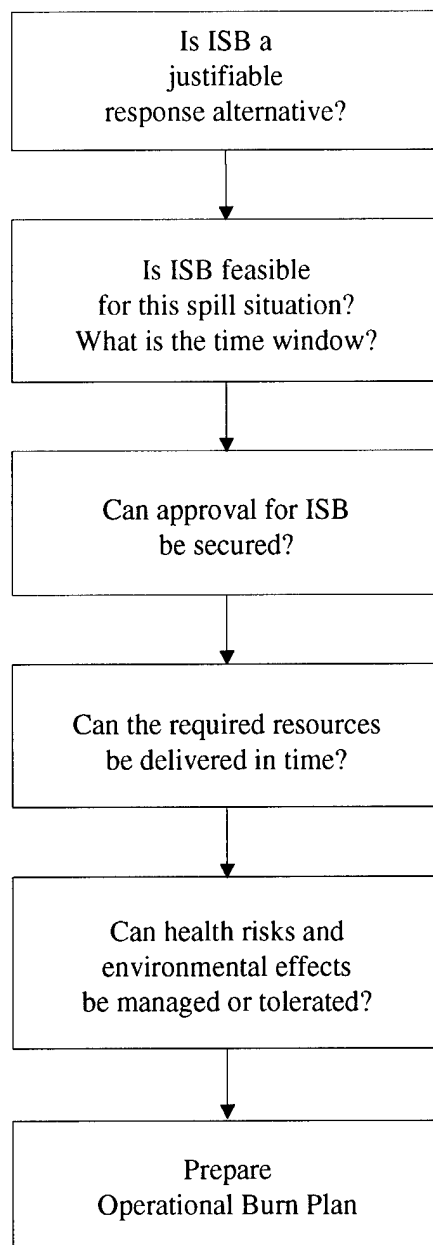 Is ISB a
justifiable
response alternative?
Is ISB feasible
for this spill situation?
What is the time window?
Can approval for ISB
be secured?
Can the required resources
be delivered in time?
Can health risks and
environmental effects
be managed or tolerated?
Prepare
Operational Burn Plan